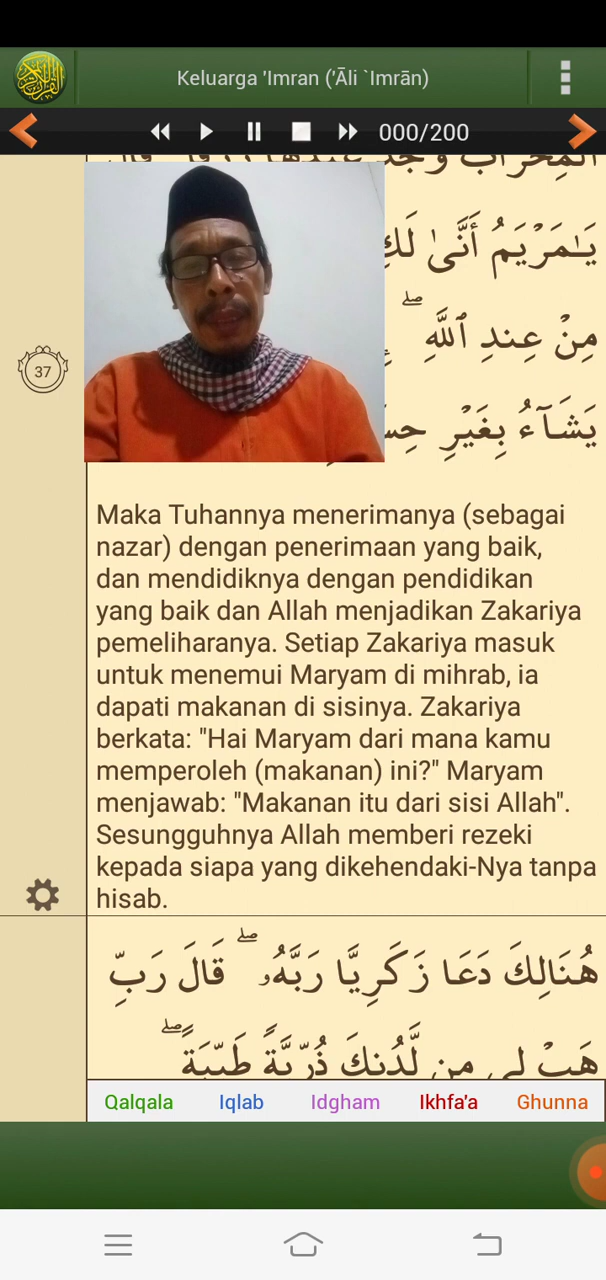 Keluarga 'Imran ('Āli `Imrān)
000/200
يَـٰمَرْيَمُ أَنَّىٰ لَكِ
مِنْ عِندِ ٱللَّهِ ۖ
37
يَشَآءُ بِغَيْرِ
Maka Tuhannya menerimanya (sebagai
nazar) dengan penerimaan yang baik,
dan mendidiknya dengan pendidikan
yang baik dan Allah menjadikan Zakariya
pemeliharanya. Setiap Zakariya masuk
untuk menemui Maryam di mihrab, ia
dapati makanan di sisinya. Zakariya
berkata: "Hai Maryam dari mana kamu
memperoleh (makanan) ini?" Maryam
menjawab: "Makanan itu dari sisi Allah".
Sesungguhnya Allah memberi rezeki
kepada siapa yang dikehendaki-Nya tanpa
hisab.
هُنَالِكَ دَعَا زَكَرِيَّا رَبَّهُۥ ۖ قَالَ رَبِّ
هَبْ لِى مِن لَّدُنكَ ذُرِّيَّةً طَيِّبَةً ۖ
Qalqala Iqlab Idgham Ikhfa'a Ghunna